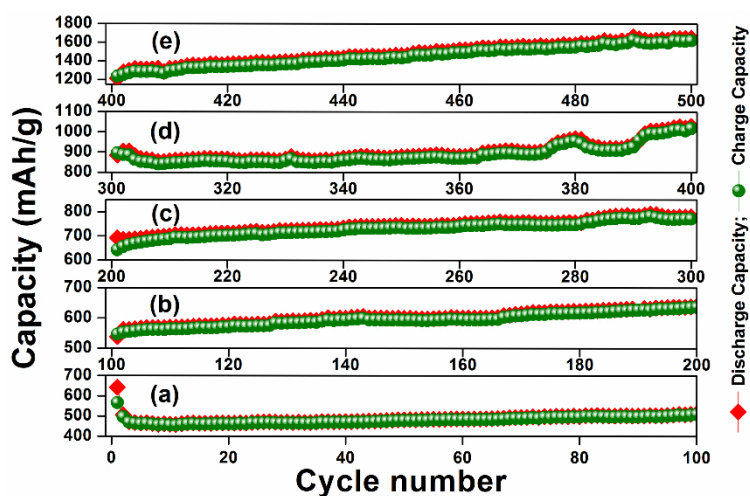 1800
1600
1400
1200
(e)
400 420 440 460 480 500
1100
1000
900
800
(d)
300 320 340 360 380 400
800
700
600
(c)
200 220 240 260 280 300
700
600
500
(b)
100 120 140 160 180 200
700
600
500
400
(a)
0 20 40 60 80 100
Cycle number
Capacity (mAh/g)
Discharge Capacity; Charge Capacity